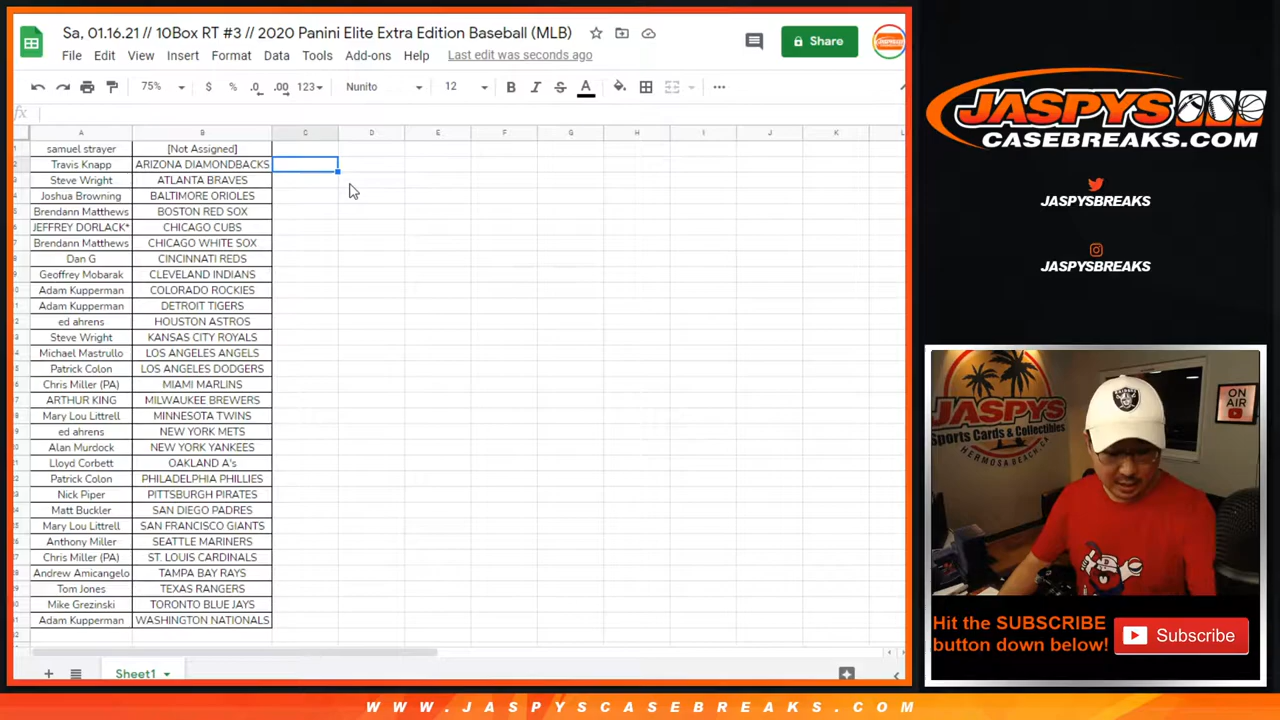 Sa, 01.16.21 // 10Box RT #3 // 2020 Panini Elite Extra Edition Baseball (MLB)
File Edit View Insert Format Data Tools Add-ons Help Last edit was seconds ago
Share
75% $ % .0 .00 123 Nunito 12 B I S A
fx
A B C D E F G H I J K L
samuel strayer [Not Assigned]
Travis Knapp ARIZONA DIAMONDBACKS
Steve Wright ATLANTA BRAVES
Joshua Browning BALTIMORE ORIOLES
Brendann Matthews BOSTON RED SOX
JEFFREY DORLACK* CHICAGO CUBS
Brendann Matthews CHICAGO WHITE SOX
Dan G CINCINNATI REDS
Geoffrey Mobarak CLEVELAND INDIANS
Adam Kupperman COLORADO ROCKIES
Adam Kupperman DETROIT TIGERS
ed ahrens HOUSTON ASTROS
Steve Wright KANSAS CITY ROYALS
Michael Mastrullo LOS ANGELES ANGELS
Patrick Colon LOS ANGELES DODGERS
Chris Miller (PA) MIAMI MARLINS
ARTHUR KING MILWAUKEE BREWERS
Mary Lou Littrell MINNESOTA TWINS
ed ahrens NEW YORK METS
Alan Murdock NEW YORK YANKEES
Lloyd Corbett OAKLAND A's
Patrick Colon PHILADELPHIA PHILLIES
Nick Piper PITTSBURGH PIRATES
Matt Buckler SAN DIEGO PADRES
Mary Lou Littrell SAN FRANCISCO GIANTS
Anthony Miller SEATTLE MARINERS
Chris Miller (PA) ST. LOUIS CARDINALS
Andrew Amicangelo TAMPA BAY RAYS
Tom Jones TEXAS RANGERS
Mike Grezinski TORONTO BLUE JAYS
Adam Kupperman WASHINGTON NATIONALS
Sheet1
JASPYS
CASEBREAKS.COM
JASPYSBREAKS
JASPYSBREAKS
JASPYS
Sports Cards & Collectibles
HERMOSA BEACH, CA
ON
AIR
RAIDERS
Hit the SUBSCRIBE
button down below!
Subscribe
WWW.JASPYSCASEBREAKS.COM